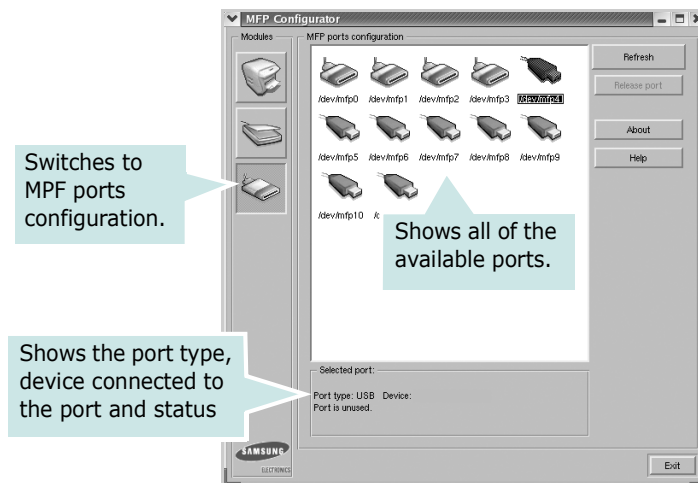 MFP Configurator
Modules
MFP ports configuration
/dev/mfp0 /dev/mfp1 /dev/mfp2 /dev/mfp3 /dev/mfp4
/dev/mfp5 /dev/mfp6 /dev/mfp7 /dev/mfp8 /dev/mfp9
/dev/mfp10
Refresh
Release port
About
Help
Switches to
MPF ports
configuration.
Shows all of the
available ports.
Shows the port type,
device connected to
the port and status
Selected port:
Port type: USB Device:
Port is unused.
SAMSUNG
ELECTRONICS
Exit